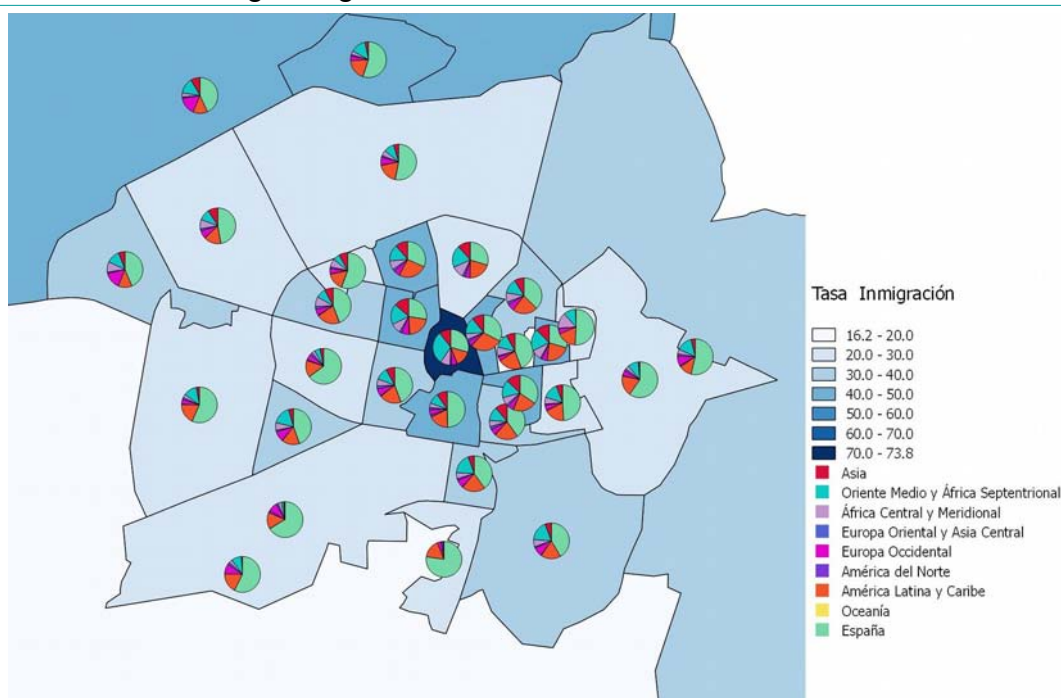 Tasa Inmigración
16.2 - 20.0
20.0 - 30.0
30.0 - 40.0
40.0 - 50.0
50.0 - 60.0
60.0 - 70.0
70.0 - 73.8
Asia
Oriente Medio y África Septentrional
África Central y Meridional
Europa Oriental y Asia Central
Europa Occidental
América del Norte
América Latina y Caribe
Oceanía
España